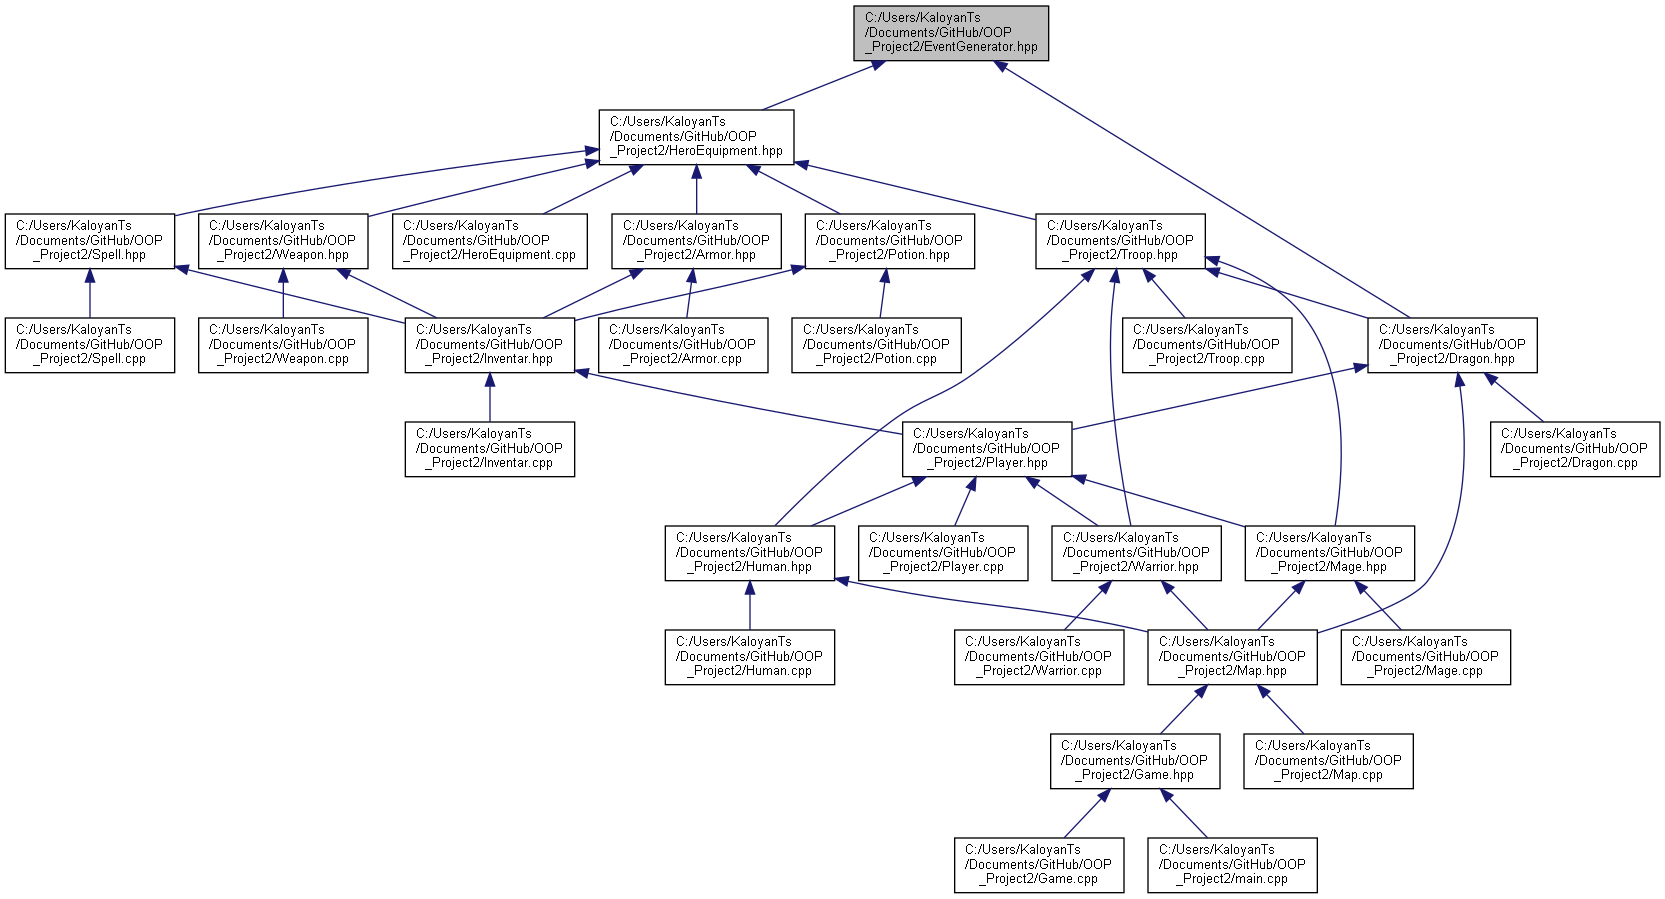 C:/Users/KaloyanTs
/Documents/GitHub/OOP
_Project2/EventGenerator.hpp
C:/Users/KaloyanTs
/Documents/GitHub/OOP
_Project2/HeroEquipment.hpp
C:/Users/KaloyanTs
/Documents/GitHub/OOP
_Project2/Spell.hpp
C:/Users/KaloyanTs
/Documents/GitHub/OOP
_Project2/Weapon.hpp
C:/Users/KaloyanTs
/Documents/GitHub/OOP
_Project2/HeroEquipment.cpp
C:/Users/KaloyanTs
/Documents/GitHub/OOP
_Project2/Armor.hpp
C:/Users/KaloyanTs
/Documents/GitHub/OOP
_Project2/Potion.hpp
C:/Users/KaloyanTs
/Documents/GitHub/OOP
_Project2/Troop.hpp
C:/Users/KaloyanTs
/Documents/GitHub/OOP
_Project2/Spell.cpp
C:/Users/KaloyanTs
/Documents/GitHub/OOP
_Project2/Weapon.cpp
C:/Users/KaloyanTs
/Documents/GitHub/OOP
_Project2/Inventar.hpp
C:/Users/KaloyanTs
/Documents/GitHub/OOP
_Project2/Armor.cpp
C:/Users/KaloyanTs
/Documents/GitHub/OOP
_Project2/Potion.cpp
C:/Users/KaloyanTs
/Documents/GitHub/OOP
_Project2/Troop.cpp
C:/Users/KaloyanTs
/Documents/GitHub/OOP
_Project2/Dragon.hpp
C:/Users/KaloyanTs
/Documents/GitHub/OOP
_Project2/Inventar.cpp
C:/Users/KaloyanTs
/Documents/GitHub/OOP
_Project2/Player.hpp
C:/Users/KaloyanTs
/Documents/GitHub/OOP
_Project2/Dragon.cpp
C:/Users/KaloyanTs
/Documents/GitHub/OOP
_Project2/Human.hpp
C:/Users/KaloyanTs
/Documents/GitHub/OOP
_Project2/Player.cpp
C:/Users/KaloyanTs
/Documents/GitHub/OOP
_Project2/Warrior.hpp
C:/Users/KaloyanTs
/Documents/GitHub/OOP
_Project2/Mage.hpp
C:/Users/KaloyanTs
/Documents/GitHub/OOP
_Project2/Human.cpp
C:/Users/KaloyanTs
/Documents/GitHub/OOP
_Project2/Warrior.cpp
C:/Users/KaloyanTs
/Documents/GitHub/OOP
_Project2/Map.hpp
C:/Users/KaloyanTs
/Documents/GitHub/OOP
_Project2/Mage.cpp
C:/Users/KaloyanTs
/Documents/GitHub/OOP
_Project2/Game.hpp
C:/Users/KaloyanTs
/Documents/GitHub/OOP
_Project2/Map.cpp
C:/Users/KaloyanTs
/Documents/GitHub/OOP
_Project2/Game.cpp
C:/Users/KaloyanTs
/Documents/GitHub/OOP
_Project2/main.cpp